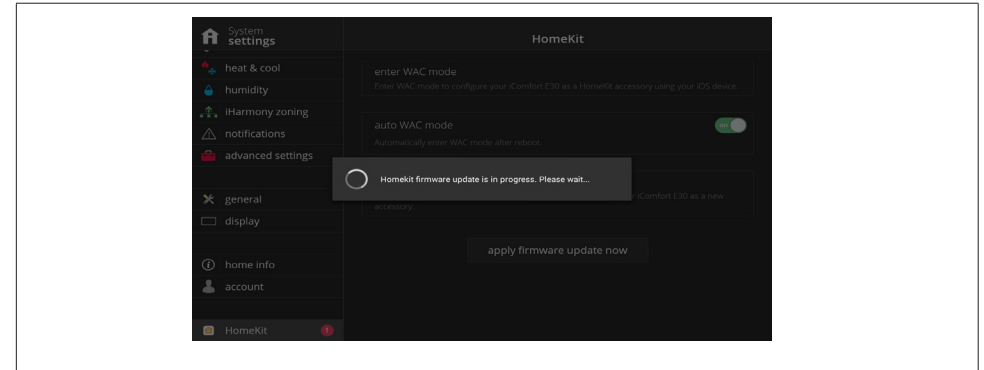 System
settings
heat & cool
humidity
iHarmony zoning
notifications
advanced settings
general
display
home info
account
HomeKit 1
HomeKit
enter WAC mode
Enter WAC mode to configure your iComfort E30 as a HomeKit accessory using your iOS device.
auto WAC mode
on
Automatically enter WAC mode after reboot.
Homekit firmware update is in progress. Please wait...
iComfort E30 as a new
accessory.
apply firmware update now